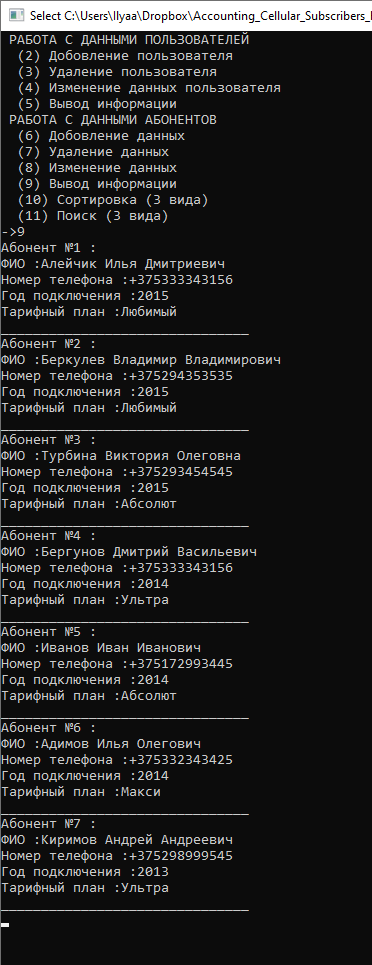 Select C:\Users\Ilyaa\Dropbox\Accounting_Cellular_Subscribers_
РАБОТА С ДАННЫМИ ПОЛЬЗОВАТЕЛЕЙ
(2) Добовление пользователя
(3) Удаление пользователя
(4) Изменение данных пользователя
(5) Вывод информации
РАБОТА С ДАННЫМИ АБОНЕНТОВ
(6) Добовление данных
(7) Удаление данных
(8) Изменение данных
(9) Вывод информации
(10) Сортировка (3 вида)
(11) Поиск (3 вида)
->9
Абонент №1 :
ФИО :Алейчик Илья Дмитриевич
Номер телефона :+375333343156
Год подключения :2015
Тарифный план :Любимый
_______________________________
Абонент №2 :
ФИО :Беркулев Владимир Владимирович
Номер телефона :+375294353535
Год подключения :2015
Тарифный план :Любимый
_______________________________
Абонент №3 :
ФИО :Турбина Виктория Олеговна
Номер телефона :+375293454545
Год подключения :2015
Тарифный план :Абсолют
_______________________________
Абонент №4 :
ФИО :Бергунов Дмитрий Васильевич
Номер телефона :+375333343156
Год подключения :2014
Тарифный план :Ультра
_______________________________
Абонент №5 :
ФИО :Иванов Иван Иванович
Номер телефона :+375172993445
Год подключения :2014
Тарифный план :Абсолют
_______________________________
Абонент №6 :
ФИО :Адимов Илья Олегович
Номер телефона :+375332343425
Год подключения :2014
Тарифный план :Макси
_______________________________
Абонент №7 :
ФИО :Киримов Андрей Андреевич
Номер телефона :+375298999545
Год подключения :2013
Тарифный план :Ультра
_______________________________